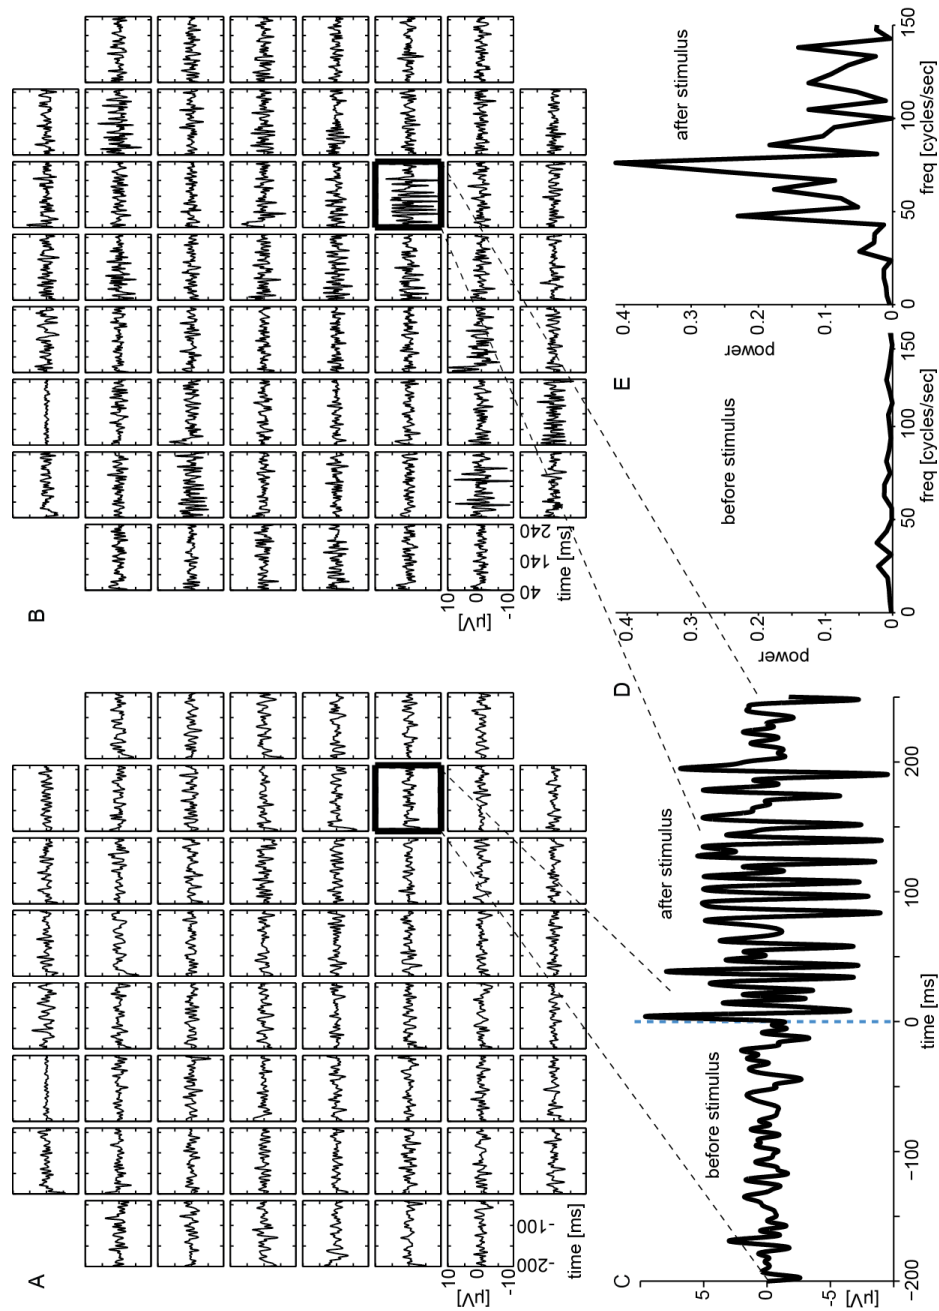 A
10
0
-10
[µV]
-200
-100
time [ms]
B
10
0
-10
[µV]
40
140
240
time [ms]
C
5
0
-5
[µV]
before stimulus
after stimulus
-200
-100
0
100
200
time [ms]
D
0.4
0.3
0.2
0.1
0
power
before stimulus
0
50
100
150
freq [cycles/sec]
E
0.4
0.3
0.2
0.1
0
power
after stimulus
0
50
100
150
freq [cycles/sec]